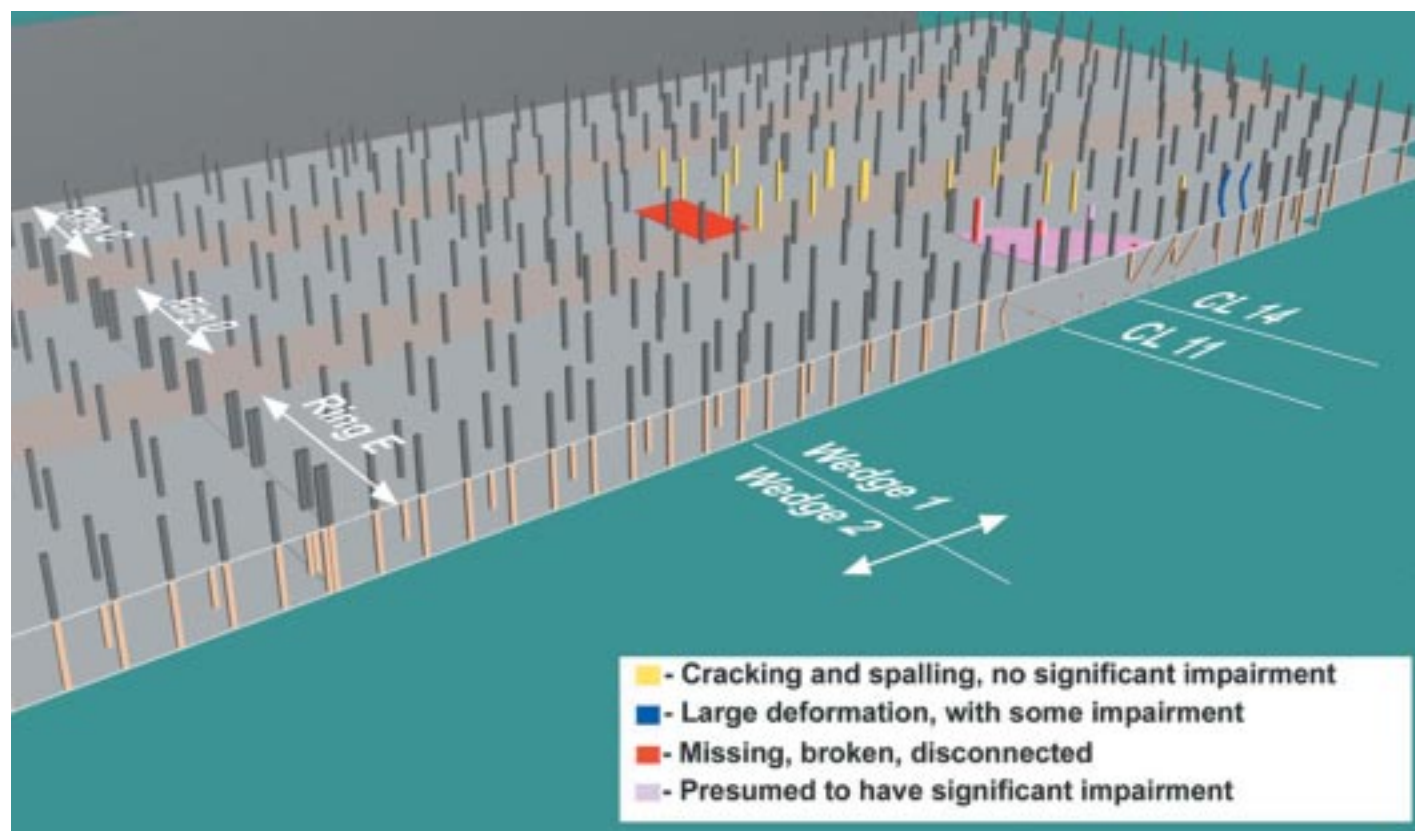 Ring E
CL 14
CL 11
Wedge 1
Wedge 2
- Cracking and spalling, no significant impairment
- Large deformation, with some impairment
- Missing, broken, disconnected
- Presumed to have significant impairment